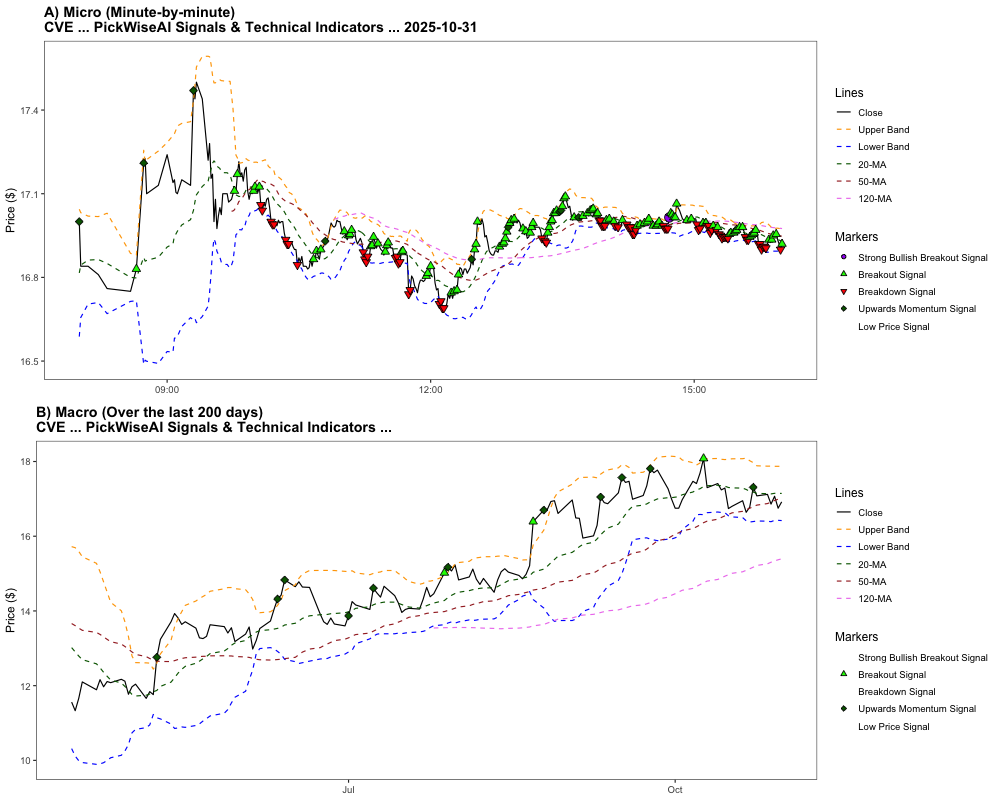 A) Micro (Minute-by-minute)
CVE ... PickWiseAI Signals & Technical Indicators ... 2025-10-31
Price ($)
17.4
17.1
16.8
16.5
09:00
12:00
15:00
Lines
Close
Upper Band
Lower Band
20-MA
50-MA
120-MA
Markers
Strong Bullish Breakout Signal
Breakout Signal
Breakdown Signal
Upwards Momentum Signal
Low Price Signal
B) Macro (Over the last 200 days)
CVE ... PickWiseAI Signals & Technical Indicators ...
Price ($)
18
16
14
12
10
Jul
Oct
Lines
Close
Upper Band
Lower Band
20-MA
50-MA
120-MA
Markers
Strong Bullish Breakout Signal
Breakout Signal
Breakdown Signal
Upwards Momentum Signal
Low Price Signal